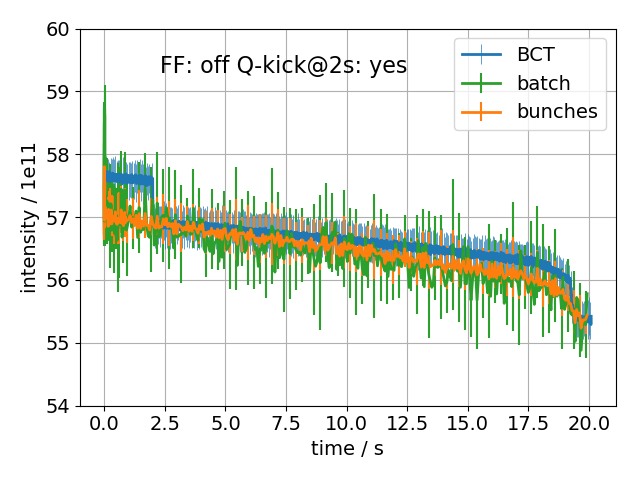 FF: off Q-kick@2s: yes
BCT
batch
bunches
60
59
58
57
56
55
54
intensity / 1e11
0.0 2.5 5.0 7.5 10.0 12.5 15.0 17.5 20.0
time / s